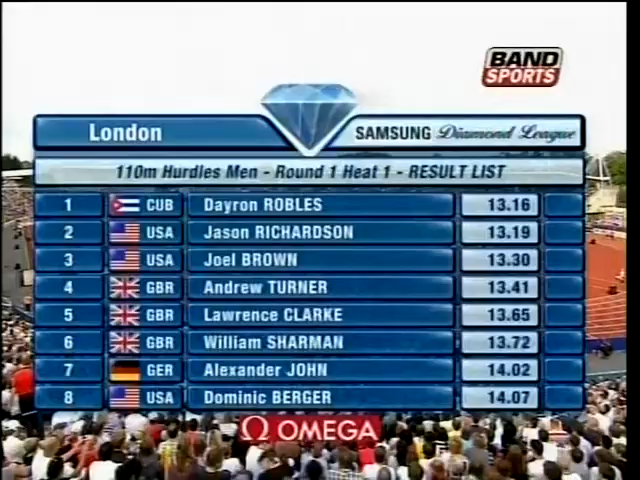 BAND
SPORTS
London
SAMSUNG Diamond League
110m Hurdles Men - Round 1 Heat 1 - RESULT LIST
1 CUB Dayron ROBLES 13.16
2 USA Jason RICHARDSON 13.19
3 USA Joel BROWN 13.30
4 GBR Andrew TURNER 13.41
5 GBR Lawrence CLARKE 13.65
6 GBR William SHARMAN 13.72
7 GER Alexander JOHN 14.02
8 USA Dominic BERGER 14.07
Ω OMEGA